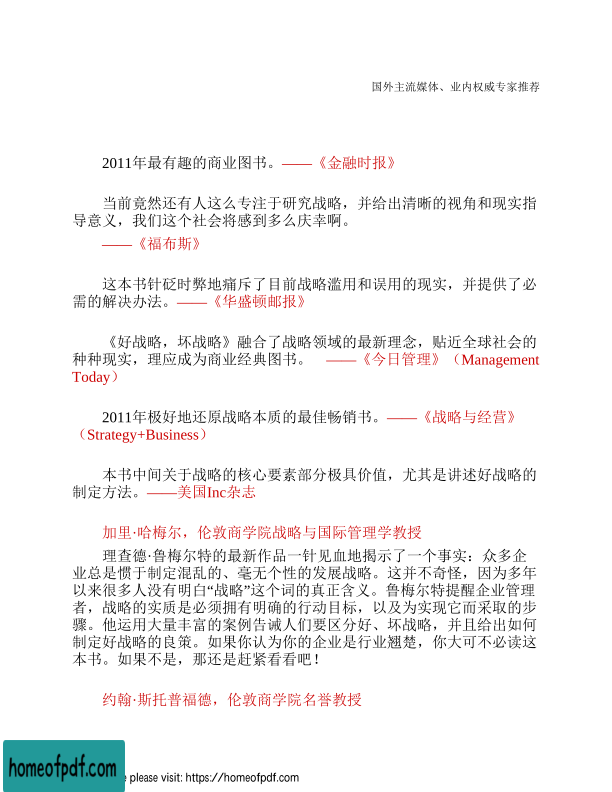 国外主流媒体、业内权威专家推荐
2011年最有趣的商业图书。——《金融时报》
当前竟然还有人这么专注于研究战略，并给出清晰的视角和现实指
导意义，我们这个社会将感到多么庆幸啊。
——《福布斯》
这本书针砭时弊地痛斥了目前战略滥用和误用的现实，并提供了必
需的解决办法。——《华盛顿邮报》
《好战略，坏战略》融合了战略领域的最新理念，贴近全球社会的
种种现实，理应成为商业经典图书。 ——《今日管理》（Management
Today）
2011年极好地还原战略本质的最佳畅销书。——《战略与经营》
（Strategy+Business）
本书中间关于战略的核心要素部分极具价值，尤其是讲述好战略的
制定方法。——美国Inc杂志
加里·哈梅尔，伦敦商学院战略与国际管理学教授
理查德·鲁梅尔特的最新作品一针见血地揭示了一个事实：众多企
业总是惯于制定混乱的、毫无个性的发展战略。这并不奇怪，因为多年
以来很多人没有明白“战略”这个词的真正含义。鲁梅尔特提醒企业管理
者，战略的实质是必须拥有明确的行动目标，以及为实现它而采取的步
骤。他运用大量丰富的案例告诫人们要区分好、坏战略，并且给出如何
制定好战略的良策。如果你认为你的企业是行业翘楚，你大可不必读这
本书。如果不是，那还是赶紧看看吧！
约翰·斯托普福德，伦敦商学院名誉教授
homeofpdf.com
e please visit: https://homeofpdf.com